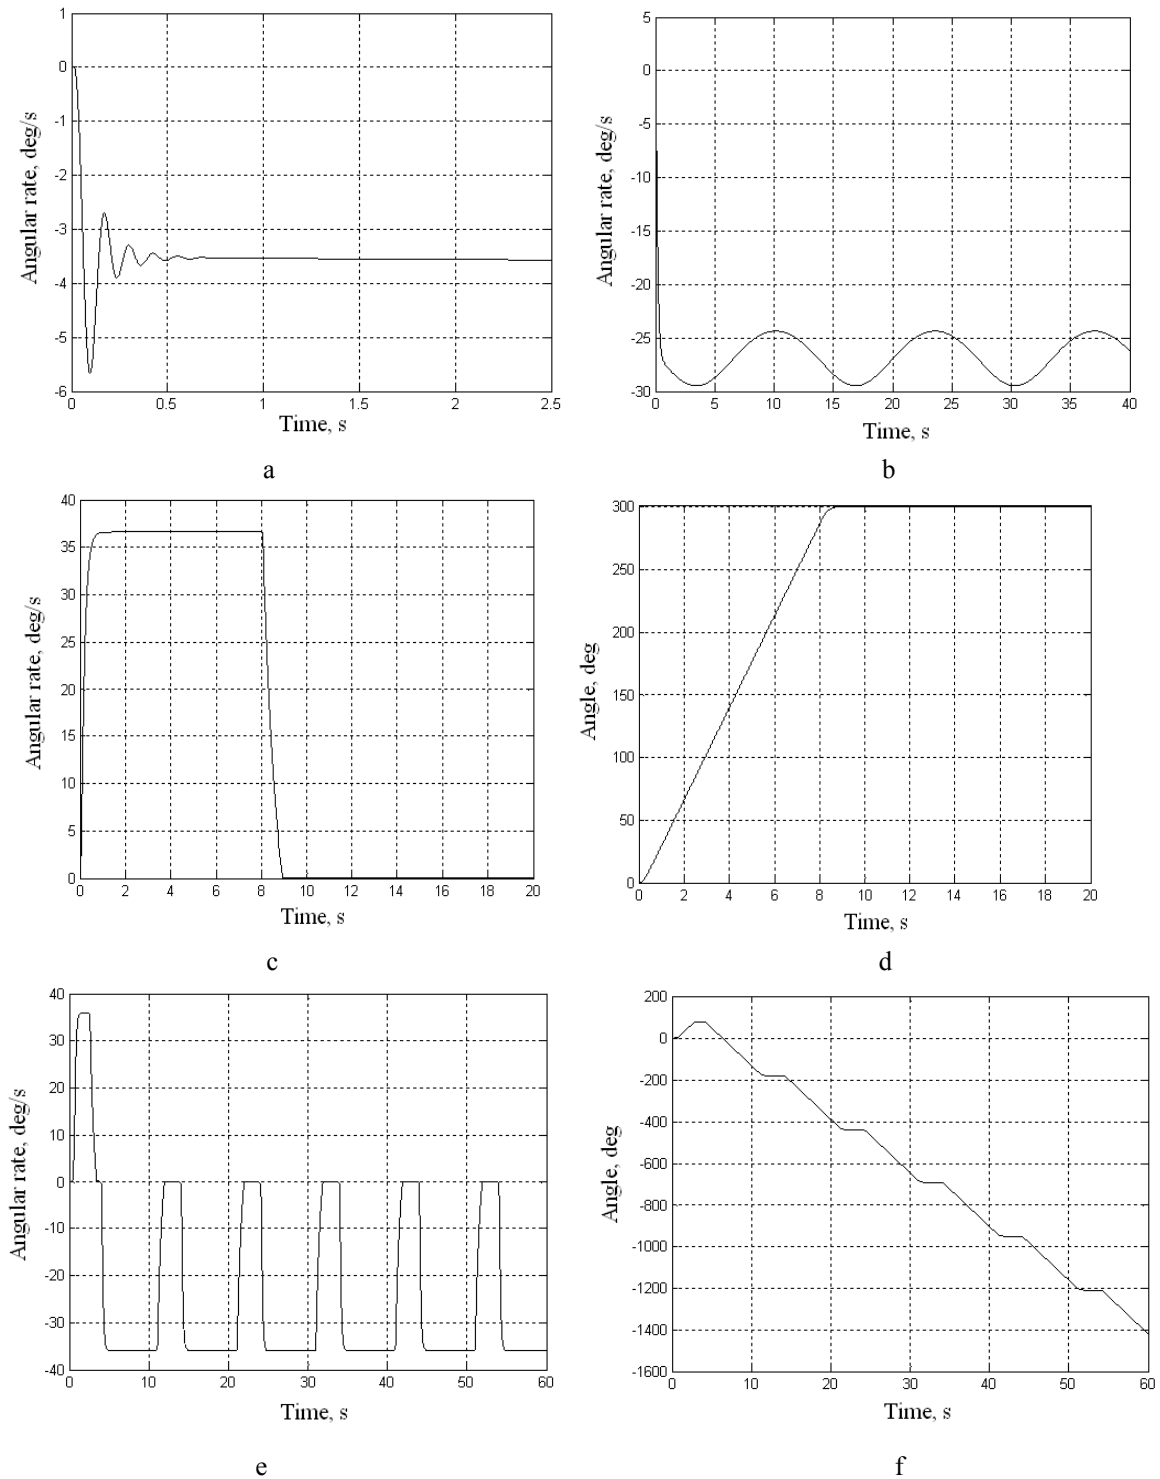 1
0
-1
-2
-3
-4
-5
-6
Angular rate, deg/s
0 0.5 1 1.5 2 2.5
Time, s
a
5
0
-5
-10
-15
-20
-25
-30
Angular rate, deg/s
0 5 10 15 20 25 30 35 40
Time, s
b
40
35
30
25
20
15
10
5
0
Angular rate, deg/s
0 2 4 6 8 10 12 14 16 18 20
Time, s
c
300
250
200
150
100
50
0
Angle, deg
0 2 4 6 8 10 12 14 16 18 20
Time, s
d
40
30
20
10
0
-10
-20
-30
-40
Angular rate, deg/s
0 10 20 30 40 50 60
Time, s
e
200
0
-200
-400
-600
-800
-1000
-1200
-1400
-1600
Angle, deg
0 10 20 30 40 50 60
Time, s
f